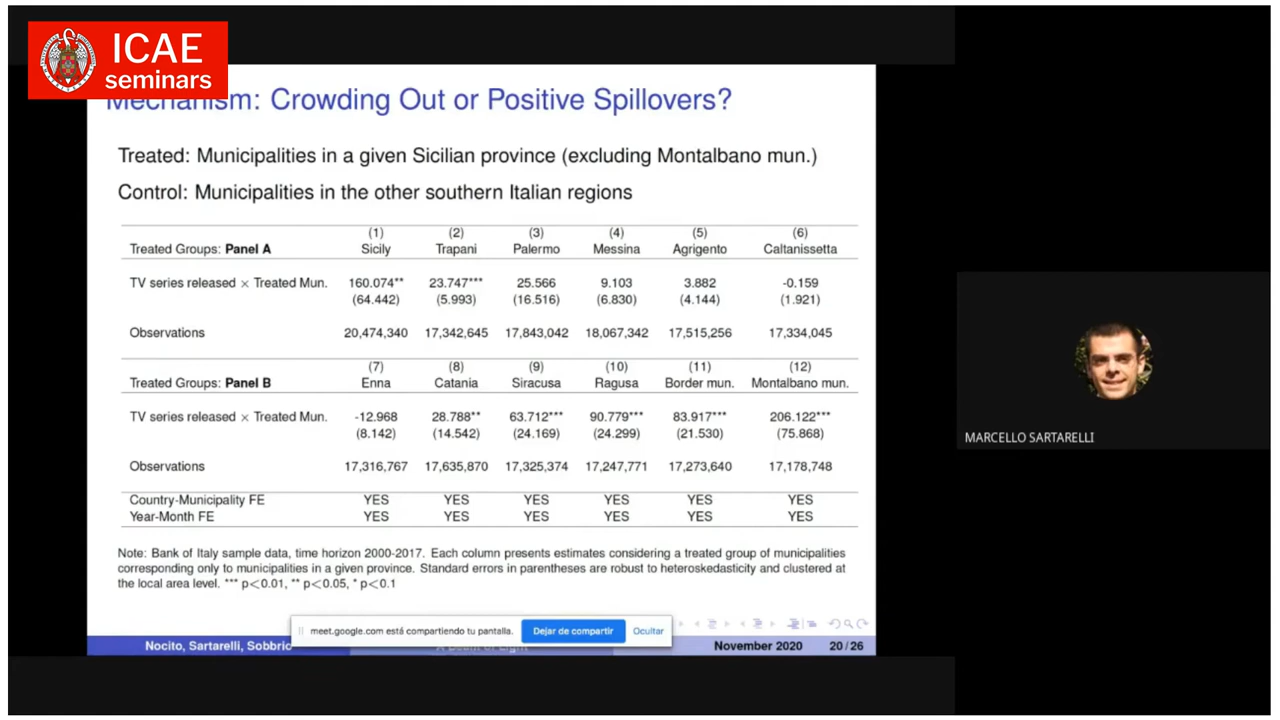 ICAE
seminars
Mechanism: Crowding Out or Positive Spillovers?
Treated: Municipalities in a given Sicilian province (excluding Montalbano mun.)
Control: Municipalities in the other southern Italian regions
(1) (2) (3) (4) (5) (6)
Treated Groups: Panel A Sicily Trapani Palermo Messina Agrigento Caltanissetta
TV series released × Treated Mun. 160.074** 23.747*** 25.566 9.103 3.882 -0.159
(64.442) (5.993) (16.516) (6.830) (4.144) (1.921)
Observations 20,474,340 17,342,645 17,843,042 18,067,342 17,515,256 17,334,045
(7) (8) (9) (10) (11) (12)
Treated Groups: Panel B Enna Catania Siracusa Ragusa Border mun. Montalbano mun.
TV series released × Treated Mun. -12.968 28.788** 63.712*** 90.779*** 83.917*** 206.122***
(8.142) (14.542) (24.169) (24.299) (21.530) (75.868)
Observations 17,316,767 17,635,870 17,325,374 17,247,771 17,273,640 17,178,748
Country-Municipality FE YES YES YES YES YES YES
Year-Month FE YES YES YES YES YES YES
Note: Bank of Italy sample data, time horizon 2000-2017. Each column presents estimates considering a treated group of municipalities
corresponding only to municipalities in a given province. Standard errors in parentheses are robust to heteroskedasticity and clustered at
the local area level. *** p<0.01, ** p<0.05, * p<0.1
meet.google.com está compartiendo tu pantalla. Dejar de compartir Ocultar
Nocito, Sartarelli, Sobbrio November 2020 20/26
MARCELLO SARTARELLI